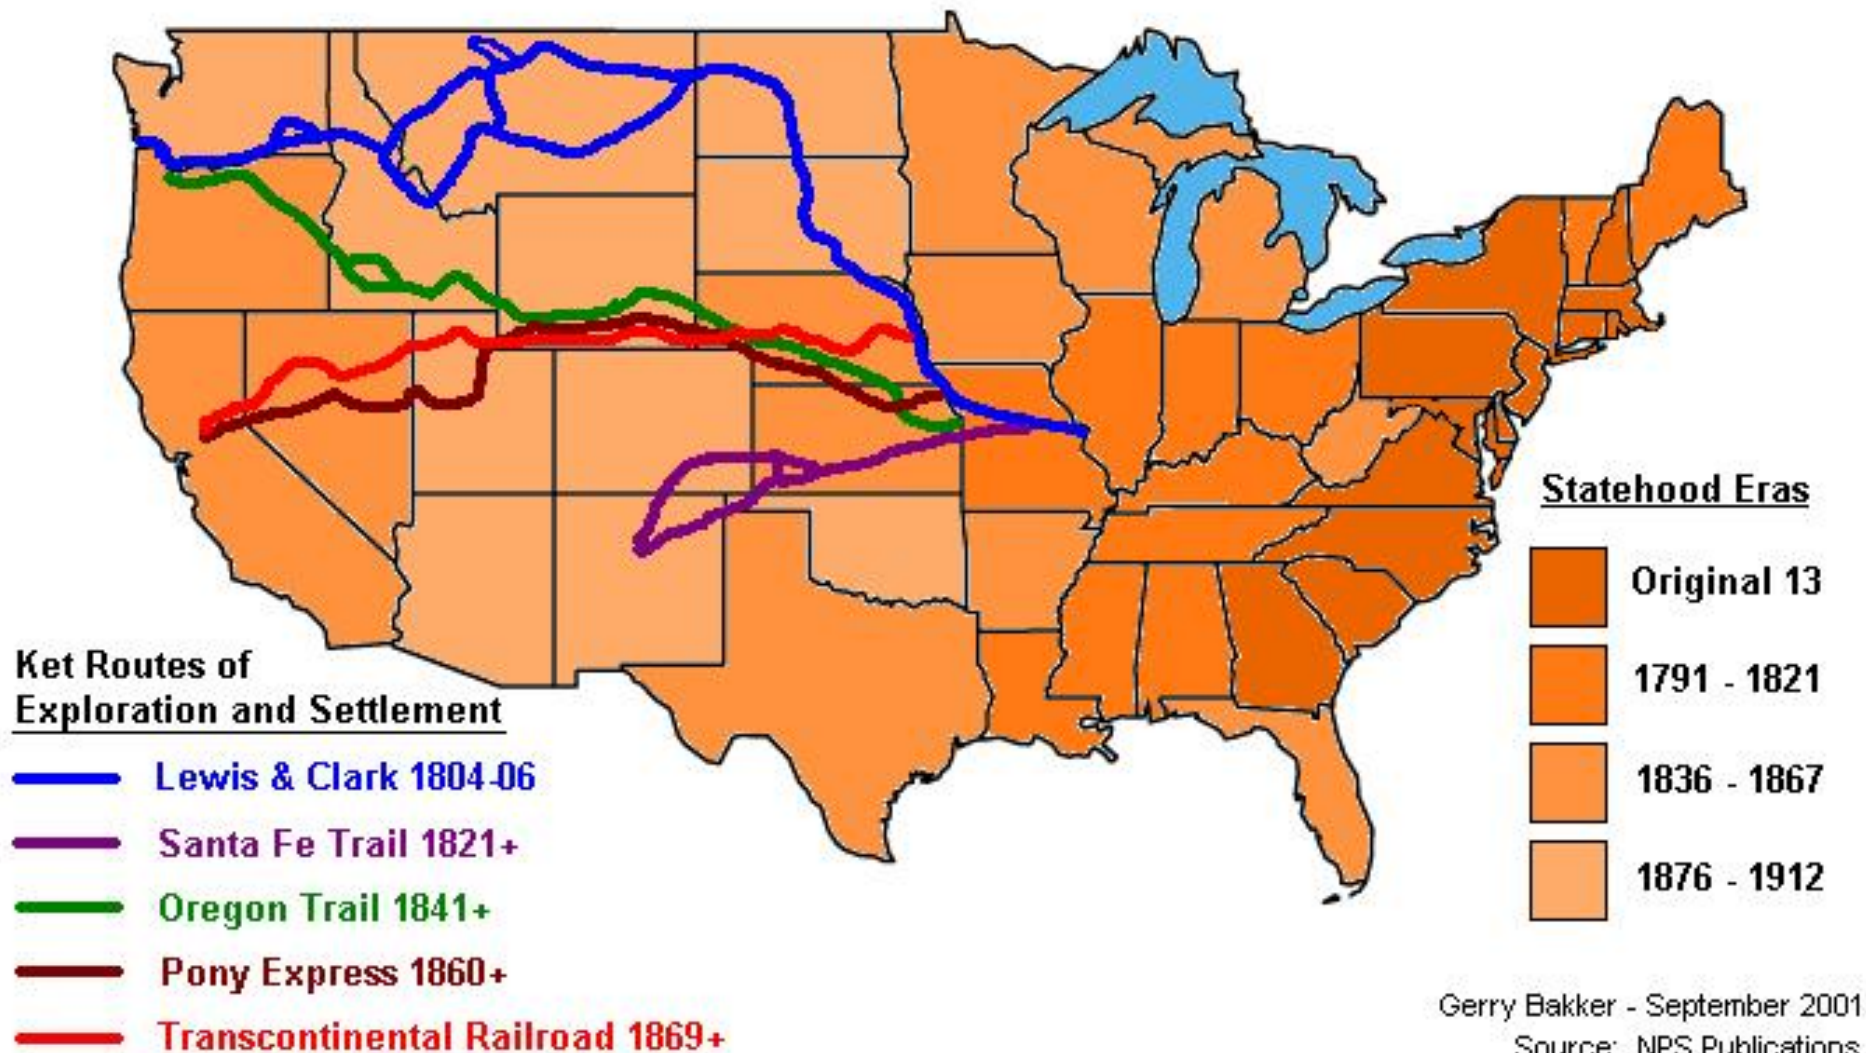 Statehood Eras
Original 13
1791 - 1821
1836 - 1867
1876 - 1912
Ket Routes of
Exploration and Settlement
Lewis & Clark 1804-06
Santa Fe Trail 1821+
Oregon Trail 1841+
Pony Express 1860+
Transcontinental Railroad 1869+
Gerry Bakker - September 2001
Source: NPS Publications